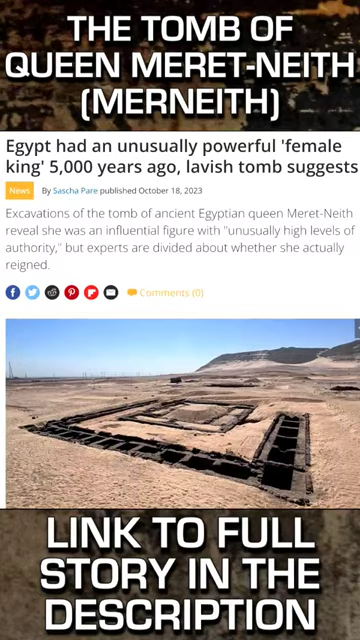 THE TOMB OF
QUEEN MERET-NEITH
(MERNEITH)
Egypt had an unusually powerful 'female
king' 5,000 years ago, lavish tomb suggests
News By Sascha Pare published October 18, 2023
Excavations of the tomb of ancient Egyptian queen Meret-Neith
reveal she was an influential figure with "unusually high levels of
authority," but experts are divided about whether she actually
reigned.
Comments (0)
LINK TO FULL
STORY IN THE
DESCRIPTION